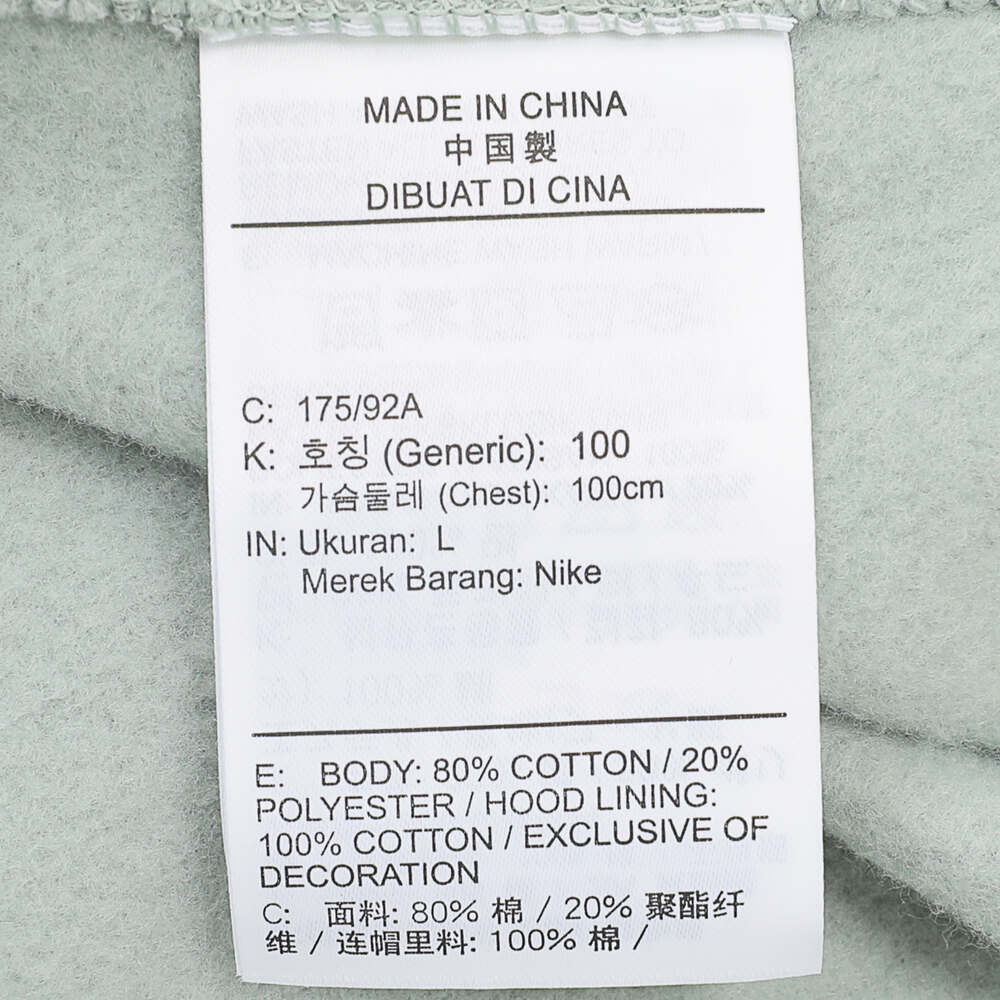 MADE IN CHINA
中国製
DIBUAT DI CINA
C: 175/92A
K: 호칭 (Generic): 100
가슴둘레 (Chest): 100cm
IN: Ukuran: L
Merek Barang: Nike
E: BODY: 80% COTTON / 20%
POLYESTER / HOOD LINING:
100% COTTON / EXCLUSIVE OF
DECORATION
C: 面料: 80% 棉 / 20% 聚酯纤
维 / 连帽里料: 100% 棉 /